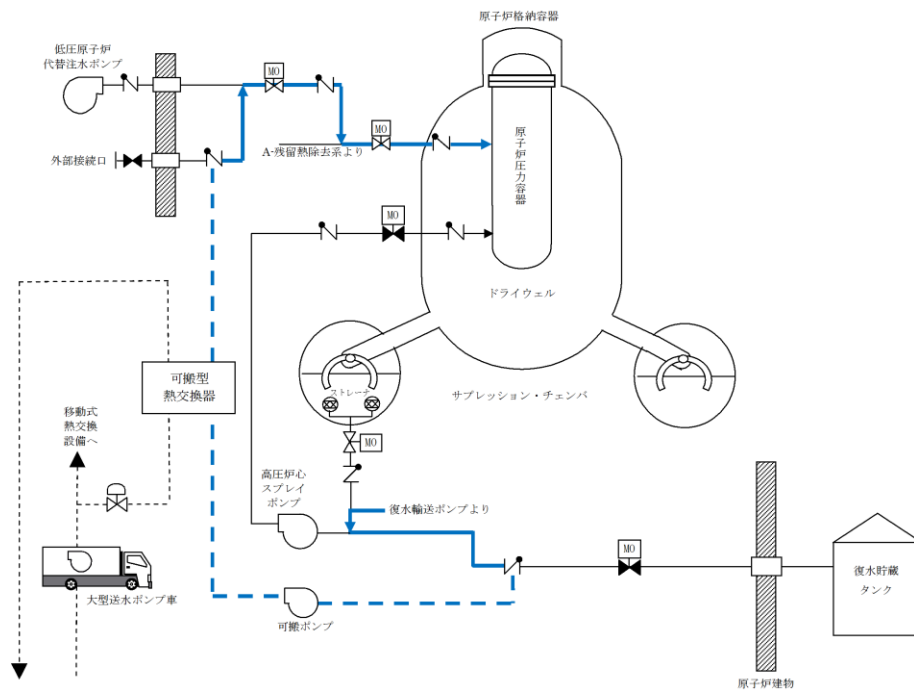 原子炉格納容器
低圧原子炉
代替注水ポンプ
MO
MO
A-残留熱除去系より
原子炉圧力容器
外部接続口
MO
ドライウェル
可搬型
熱交換器
ストレーナ
サプレッション・チェンバ
移動式
熱交換
設備へ
MO
高圧炉心
スプレイ
ポンプ
復水輸送ポンプより
MO
復水貯蔵
タンク
大型送水ポンプ車
可搬ポンプ
原子炉建物